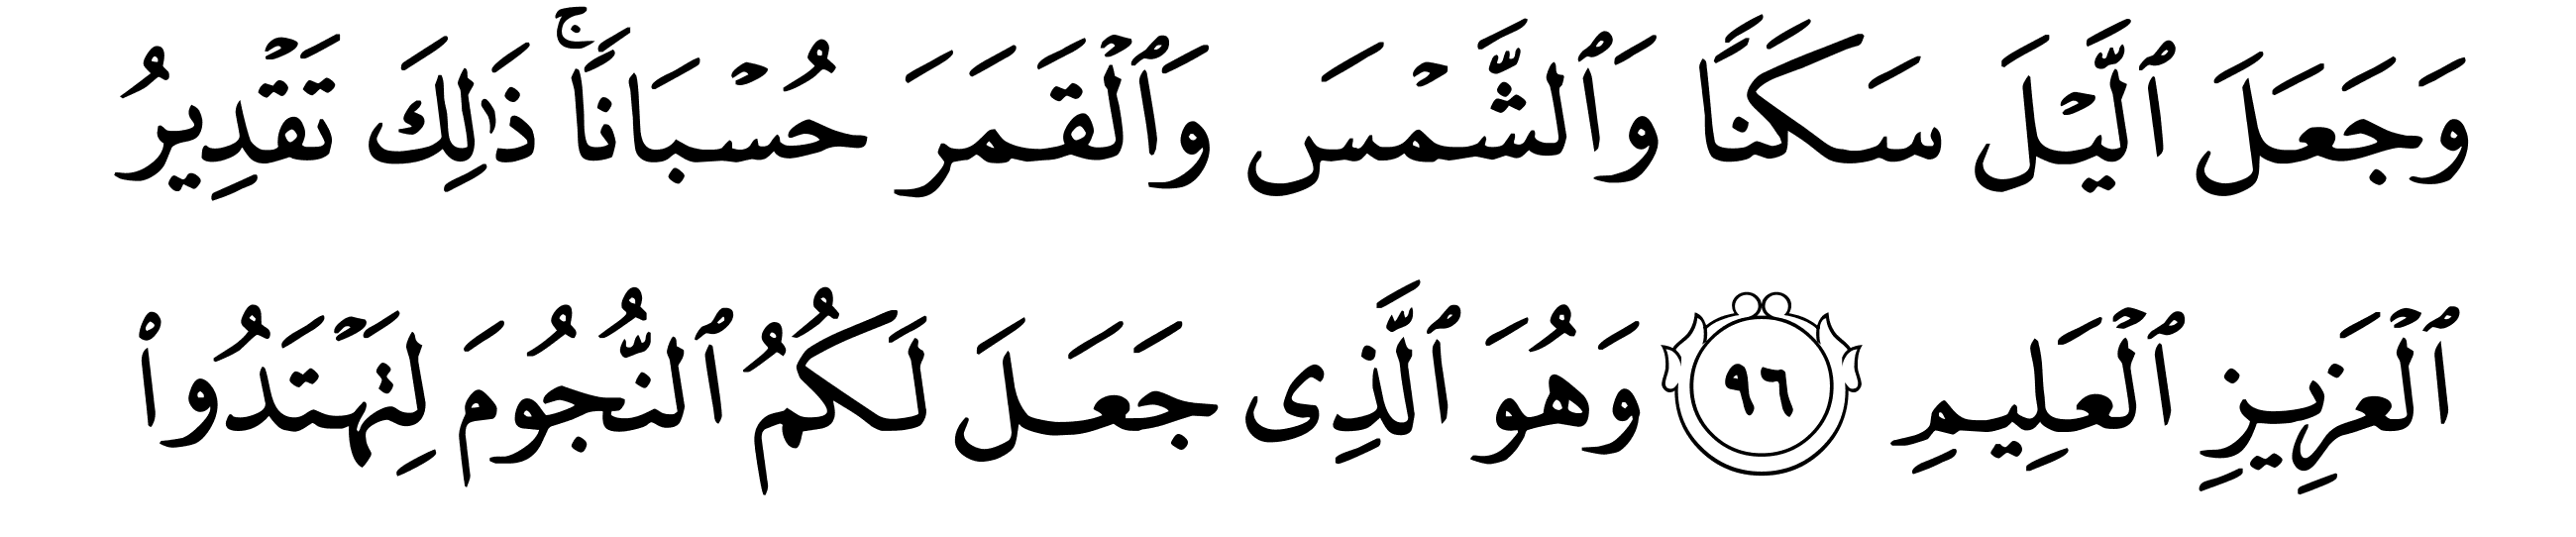 وَجَعَلَ ٱلَّيْلَ سَكَنًا وَٱلشَّمْسَ وَٱلْقَمَرَ حُسْبَانًاۚ ذَٰلِكَ تَقْدِيرُ
ٱلْعَزِيزِ ٱلْعَلِيمِ ٩٦ وَهُوَ ٱلَّذِى جَعَلَ لَكُمُ ٱلنُّجُومَ لِتَهْتَدُوا۟